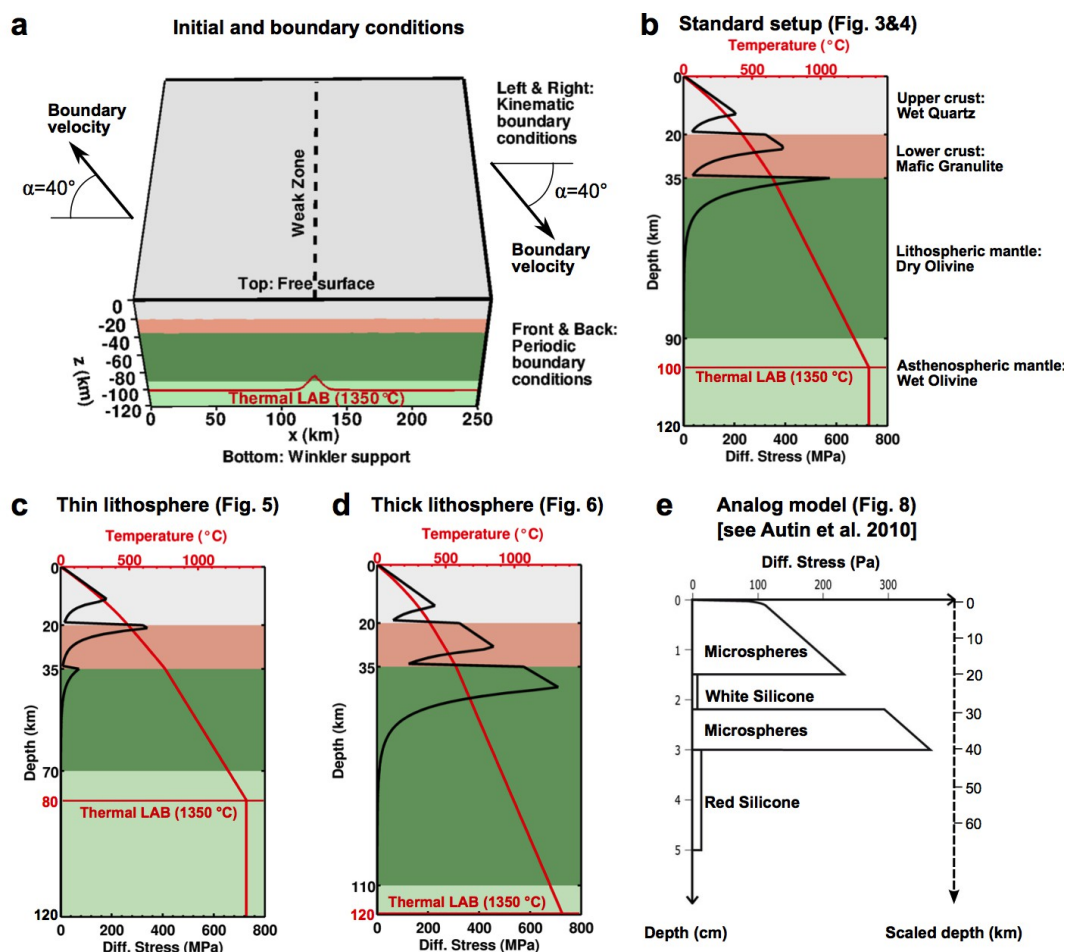 a
Initial and boundary conditions
Boundary
velocity
α=40°
Weak Zone
Left & Right:
Kinematic
boundary
conditions
α=40°
Boundary
velocity
Top: Free surface
0
-20
-40
-60
-80
-100
-120
z (km)
Front & Back:
Periodic
boundary
conditions
Thermal LAB (1350 °C)
0 50 100 150 200 250
x (km)
Bottom: Winkler support
b
Standard setup (Fig. 3&4)
Temperature (°C)
0 500 1000
0
20
35
90
100
120
Depth (km)
Upper crust:
Wet Quartz
Lower crust:
Mafic Granulite
Lithospheric mantle:
Dry Olivine
Asthenospheric mantle:
Wet Olivine
Thermal LAB (1350 °C)
0 200 400 600 800
Diff. Stress (MPa)
c
Thin lithosphere (Fig. 5)
Temperature (°C)
0 500 1000
0
20
35
70
80
120
Depth (km)
Thermal LAB (1350 °C)
0 200 400 600 800
Diff. Stress (MPa)
d
Thick lithosphere (Fig. 6)
Temperature (°C)
0 500 1000
0
20
35
110
120
Depth (km)
Thermal LAB (1350 °C)
0 200 400 600 800
Diff. Stress (MPa)
e
Analog model (Fig. 8)
[see Autin et al. 2010]
Diff. Stress (Pa)
0 100 200 300
0
1
2
3
4
5
Microspheres
White Silicone
Microspheres
Red Silicone
0
10
20
30
40
50
60
Depth (cm)
Scaled depth (km)